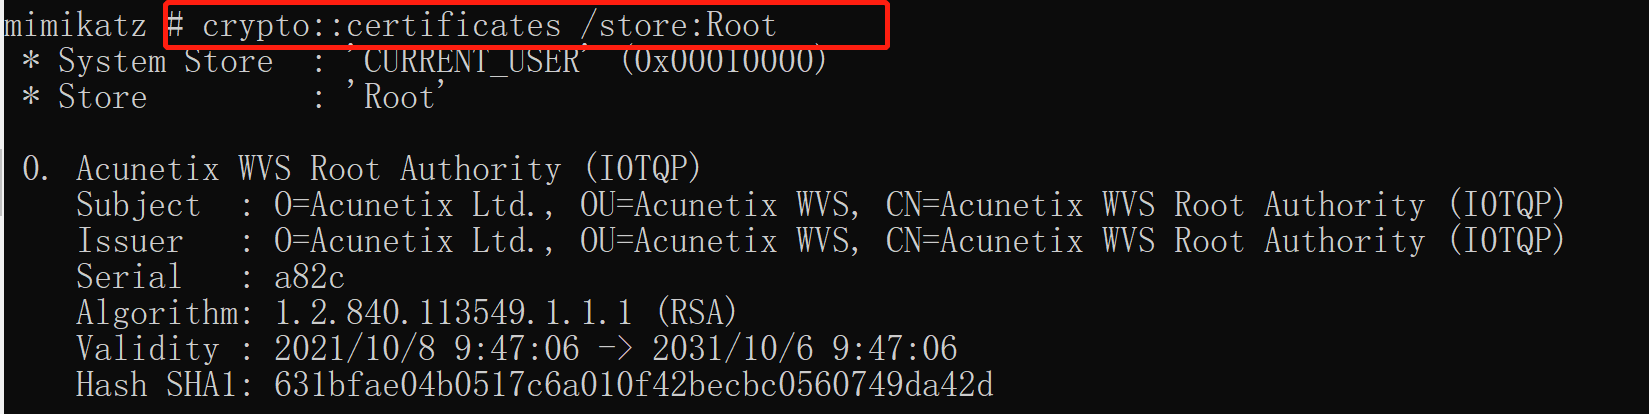 mimikatz # crypto::certificates /store:Root
* System Store  : 'CURRENT_USER' (0x00010000)
* Store         : 'Root'
0. Acunetix WVS Root Authority (IOTQP)
Subject  : O=Acunetix Ltd., OU=Acunetix WVS, CN=Acunetix WVS Root Authority (IOTQP)
Issuer   : O=Acunetix Ltd., OU=Acunetix WVS, CN=Acunetix WVS Root Authority (IOTQP)
Serial   : a82c
Algorithm: 1.2.840.113549.1.1.1 (RSA)
Validity : 2021/10/8 9:47:06 -> 2031/10/6 9:47:06
Hash SHA1: 631bfae04b0517c6a010f42becbc0560749da42d